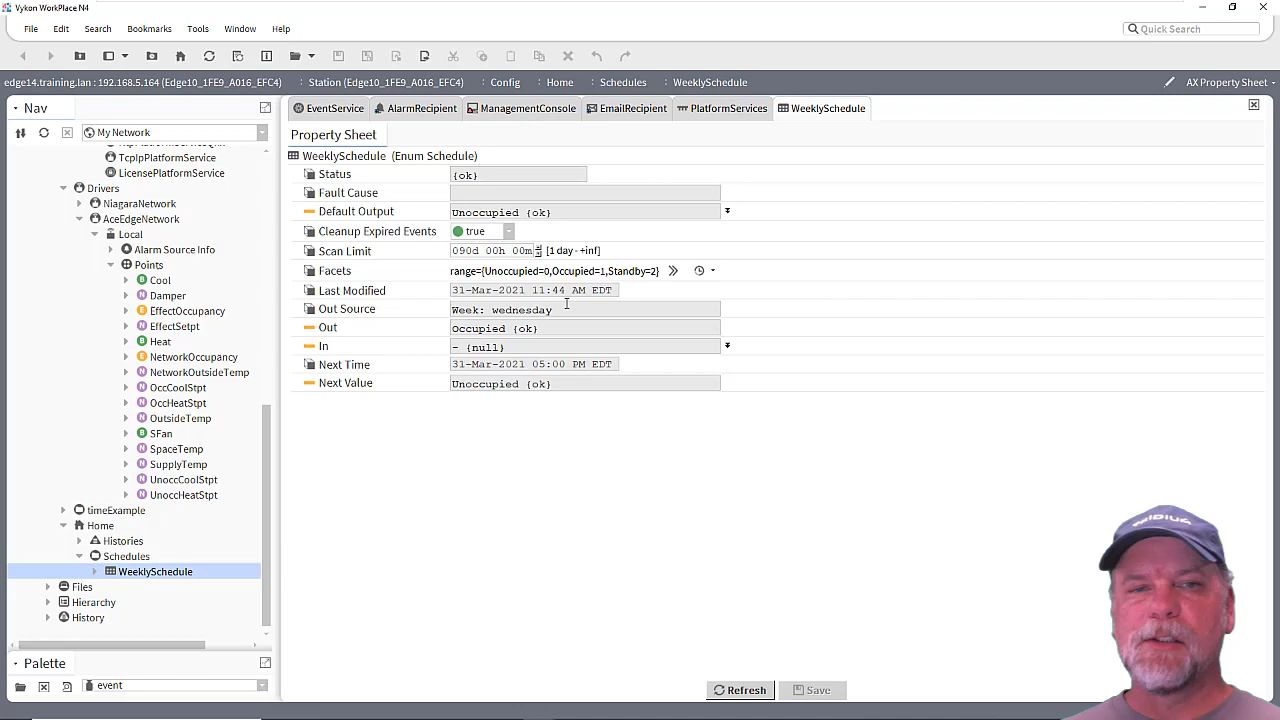 Vykon WorkPlace N4
File Edit Search Bookmarks Tools Window Help
Quick Search
edge14.training.lan : 192.168.5.164 (Edge10_1FE9_A016_EFC4) : Station (Edge10_1FE9_A016_EFC4) : Config : Home : Schedules : WeeklySchedule
AX Property Sheet
Nav
My Network
TcpIpPlatformService
LicensePlatformService
Drivers
NiagaraNetwork
AceEdgeNetwork
Local
Alarm Source Info
Points
Cool
Damper
EffectOccupancy
EffectSetpt
Heat
NetworkOccupancy
NetworkOutsideTemp
OccCoolStpt
OccHeatStpt
OutsideTemp
SFan
SpaceTemp
SupplyTemp
UnoccCoolStpt
UnoccHeatStpt
timeExample
Home
Histories
Schedules
WeeklySchedule
Files
Hierarchy
History
Palette
event
EventService AlarmRecipient ManagementConsole EmailRecipient PlatformServices WeeklySchedule
Property Sheet
WeeklySchedule (Enum Schedule)
Status {ok}
Fault Cause
Default Output Unoccupied {ok}
Cleanup Expired Events true
Scan Limit 090d 00h 00m [1 day - +inf]
Facets range={Unoccupied=0,Occupied=1,Standby=2}
Last Modified 31-Mar-2021 11:44 AM EDT
Out Source Week: wednesday
Out Occupied {ok}
In - {null}
Next Time 31-Mar-2021 05:00 PM EDT
Next Value Unoccupied {ok}
Refresh Save